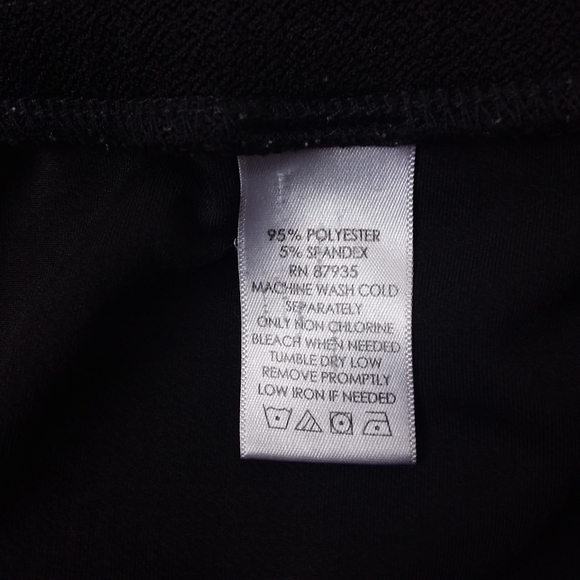 95% POLYESTER
5% SPANDEX
RN 87935
MACHINE WASH COLD
SEPARATELY
ONLY NON CHLORINE
BLEACH WHEN NEEDED
TUMBLE DRY LOW
REMOVE PROMPTLY
LOW IRON IF NEEDED